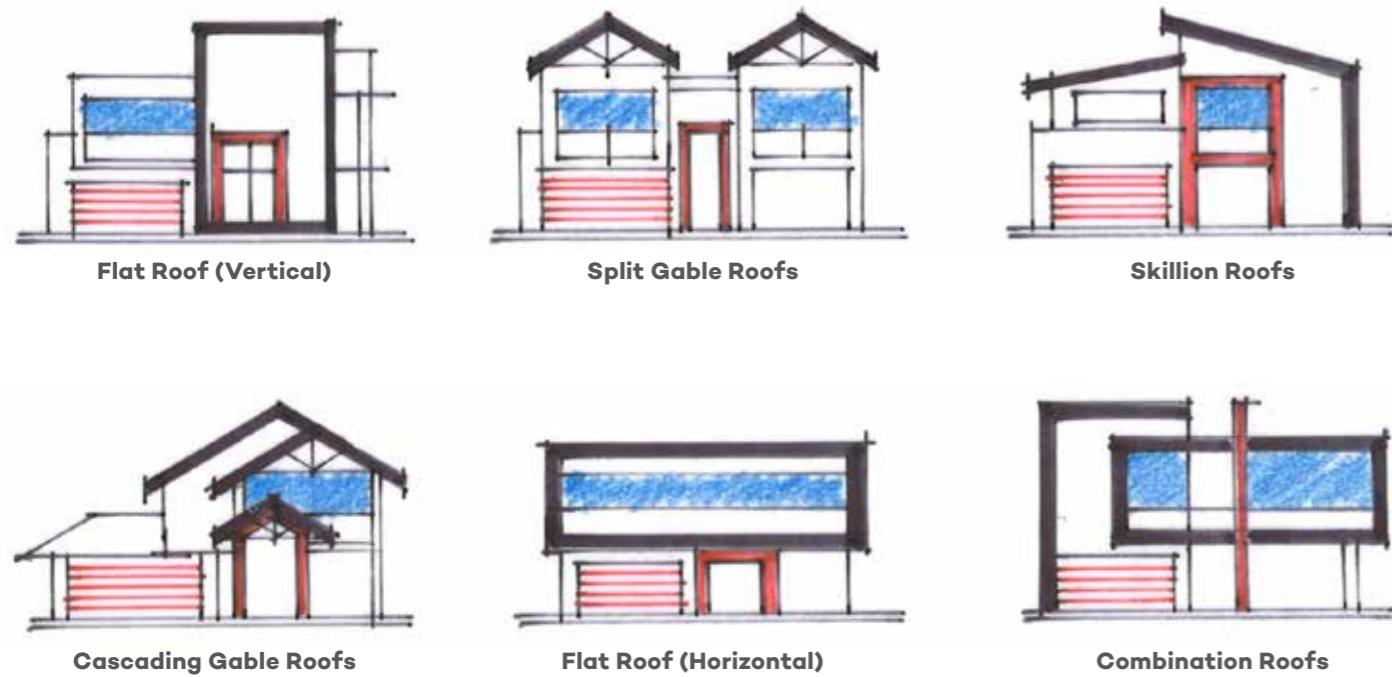 Flat Roof (Vertical)
Split Gable Roofs
Skillion Roofs
Cascading Gable Roofs
Flat Roof (Horizontal)
Combination Roofs